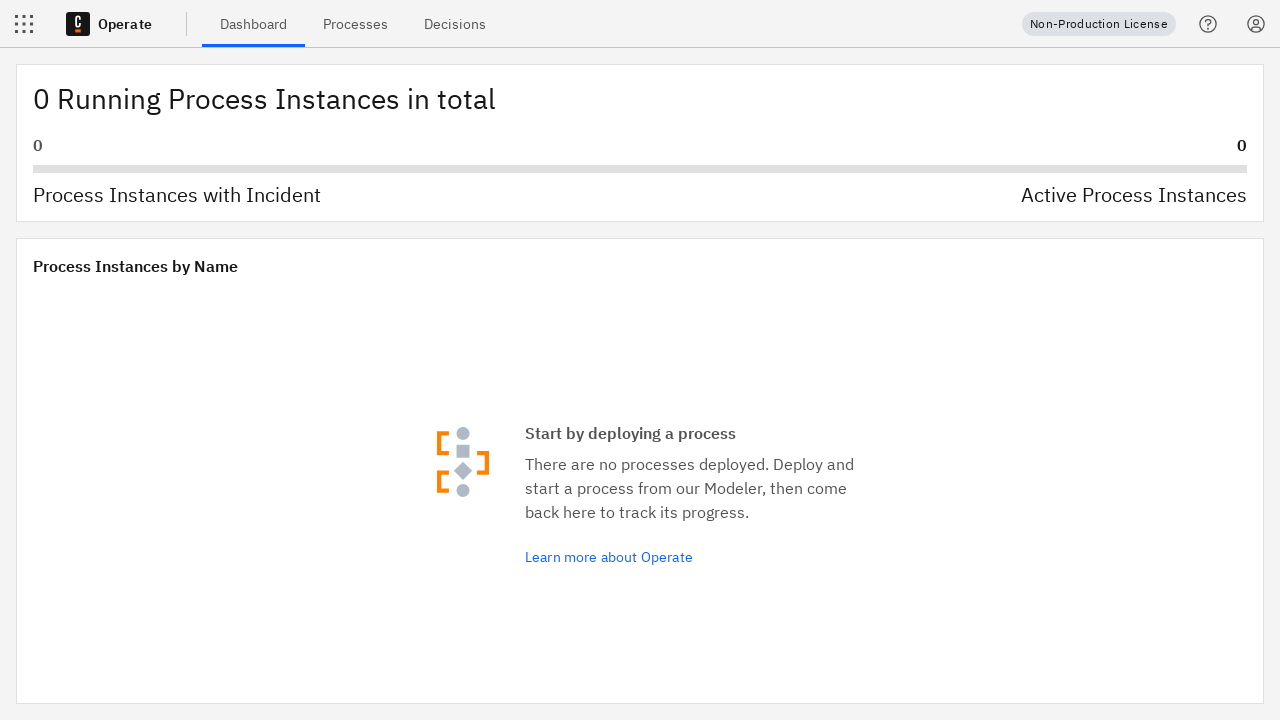 Operate
Dashboard
Processes
Decisions
Non-Production License
0 Running Process Instances in total
0
0
Process Instances with Incident
Active Process Instances
Process Instances by Name
Start by deploying a process
There are no processes deployed. Deploy and
start a process from our Modeler, then come
back here to track its progress.
Learn more about Operate